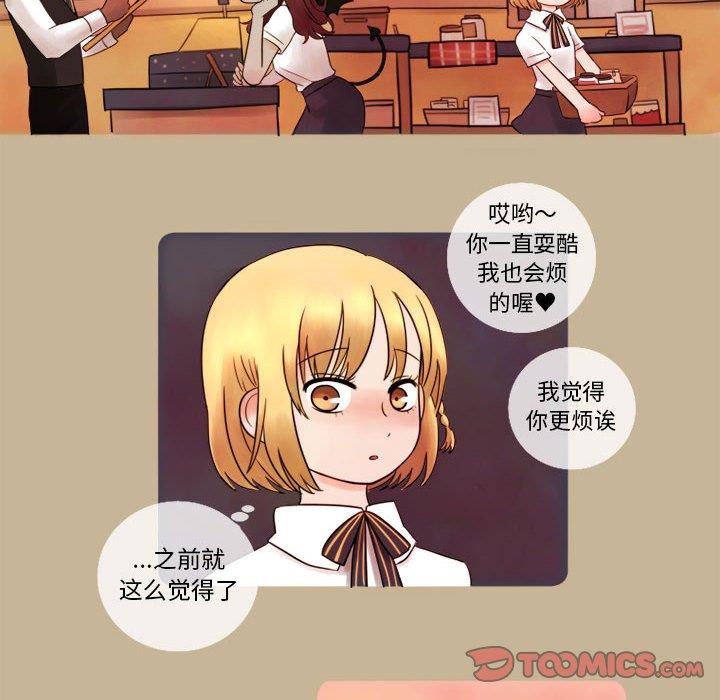 哎哟～
你一直耍酷
我也会烦
的喔♥
我觉得
你更烦诶
...之前就
这么觉得了
TOOMICS.COM